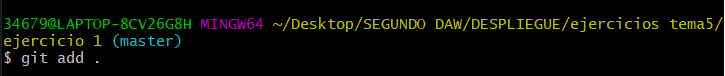 34679@LAPTOP-8CV26G8H MINGW64 ~/Desktop/SEGUNDO DAW/DESPLIEGUE/ejercicios tema5/
ejercicio 1 (master)
$ git add .